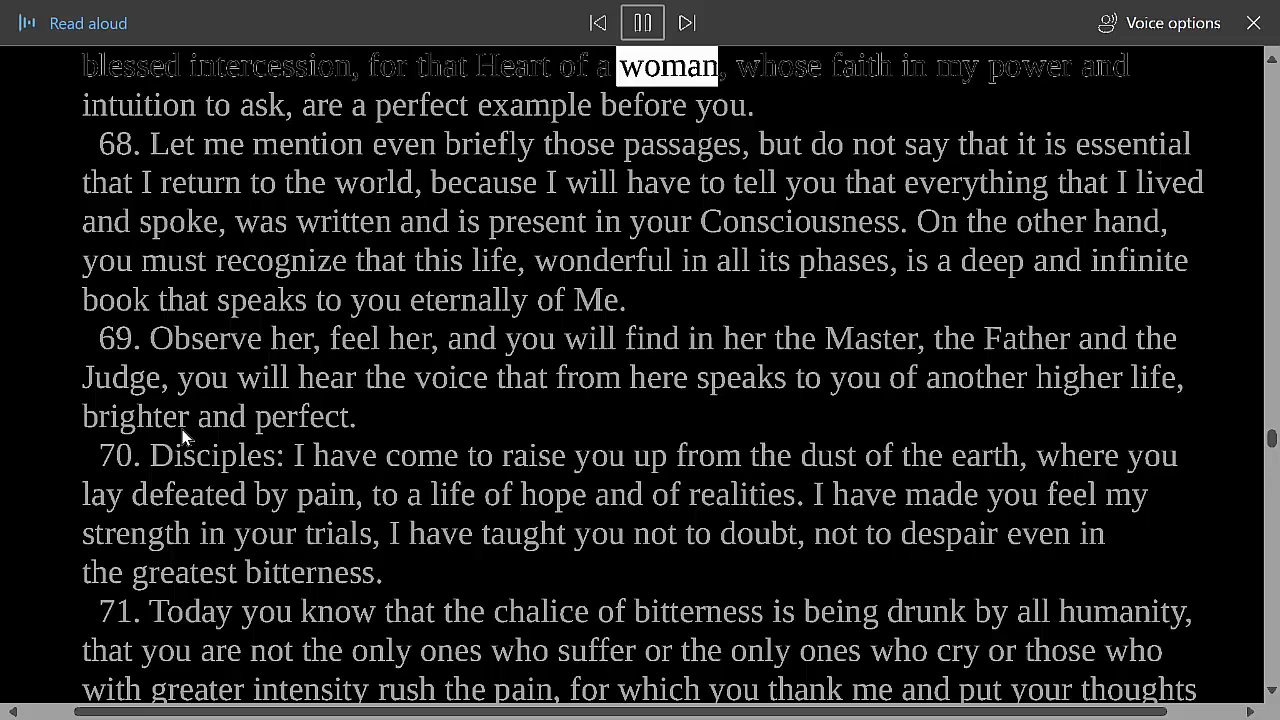 Read aloud
Voice options
blessed intercession, for that Heart of a woman, whose faith in my power and
intuition to ask, are a perfect example before you.
68. Let me mention even briefly those passages, but do not say that it is essential
that I return to the world, because I will have to tell you that everything that I lived
and spoke, was written and is present in your Consciousness. On the other hand,
you must recognize that this life, wonderful in all its phases, is a deep and infinite
book that speaks to you eternally of Me.
69. Observe her, feel her, and you will find in her the Master, the Father and the
Judge, you will hear the voice that from here speaks to you of another higher life,
brighter and perfect.
70. Disciples: I have come to raise you up from the dust of the earth, where you
lay defeated by pain, to a life of hope and of realities. I have made you feel my
strength in your trials, I have taught you not to doubt, not to despair even in
the greatest bitterness.
71. Today you know that the chalice of bitterness is being drunk by all humanity,
that you are not the only ones who suffer or the only ones who cry or those who
with greater intensity rush the pain, for which you thank me and put your thoughts